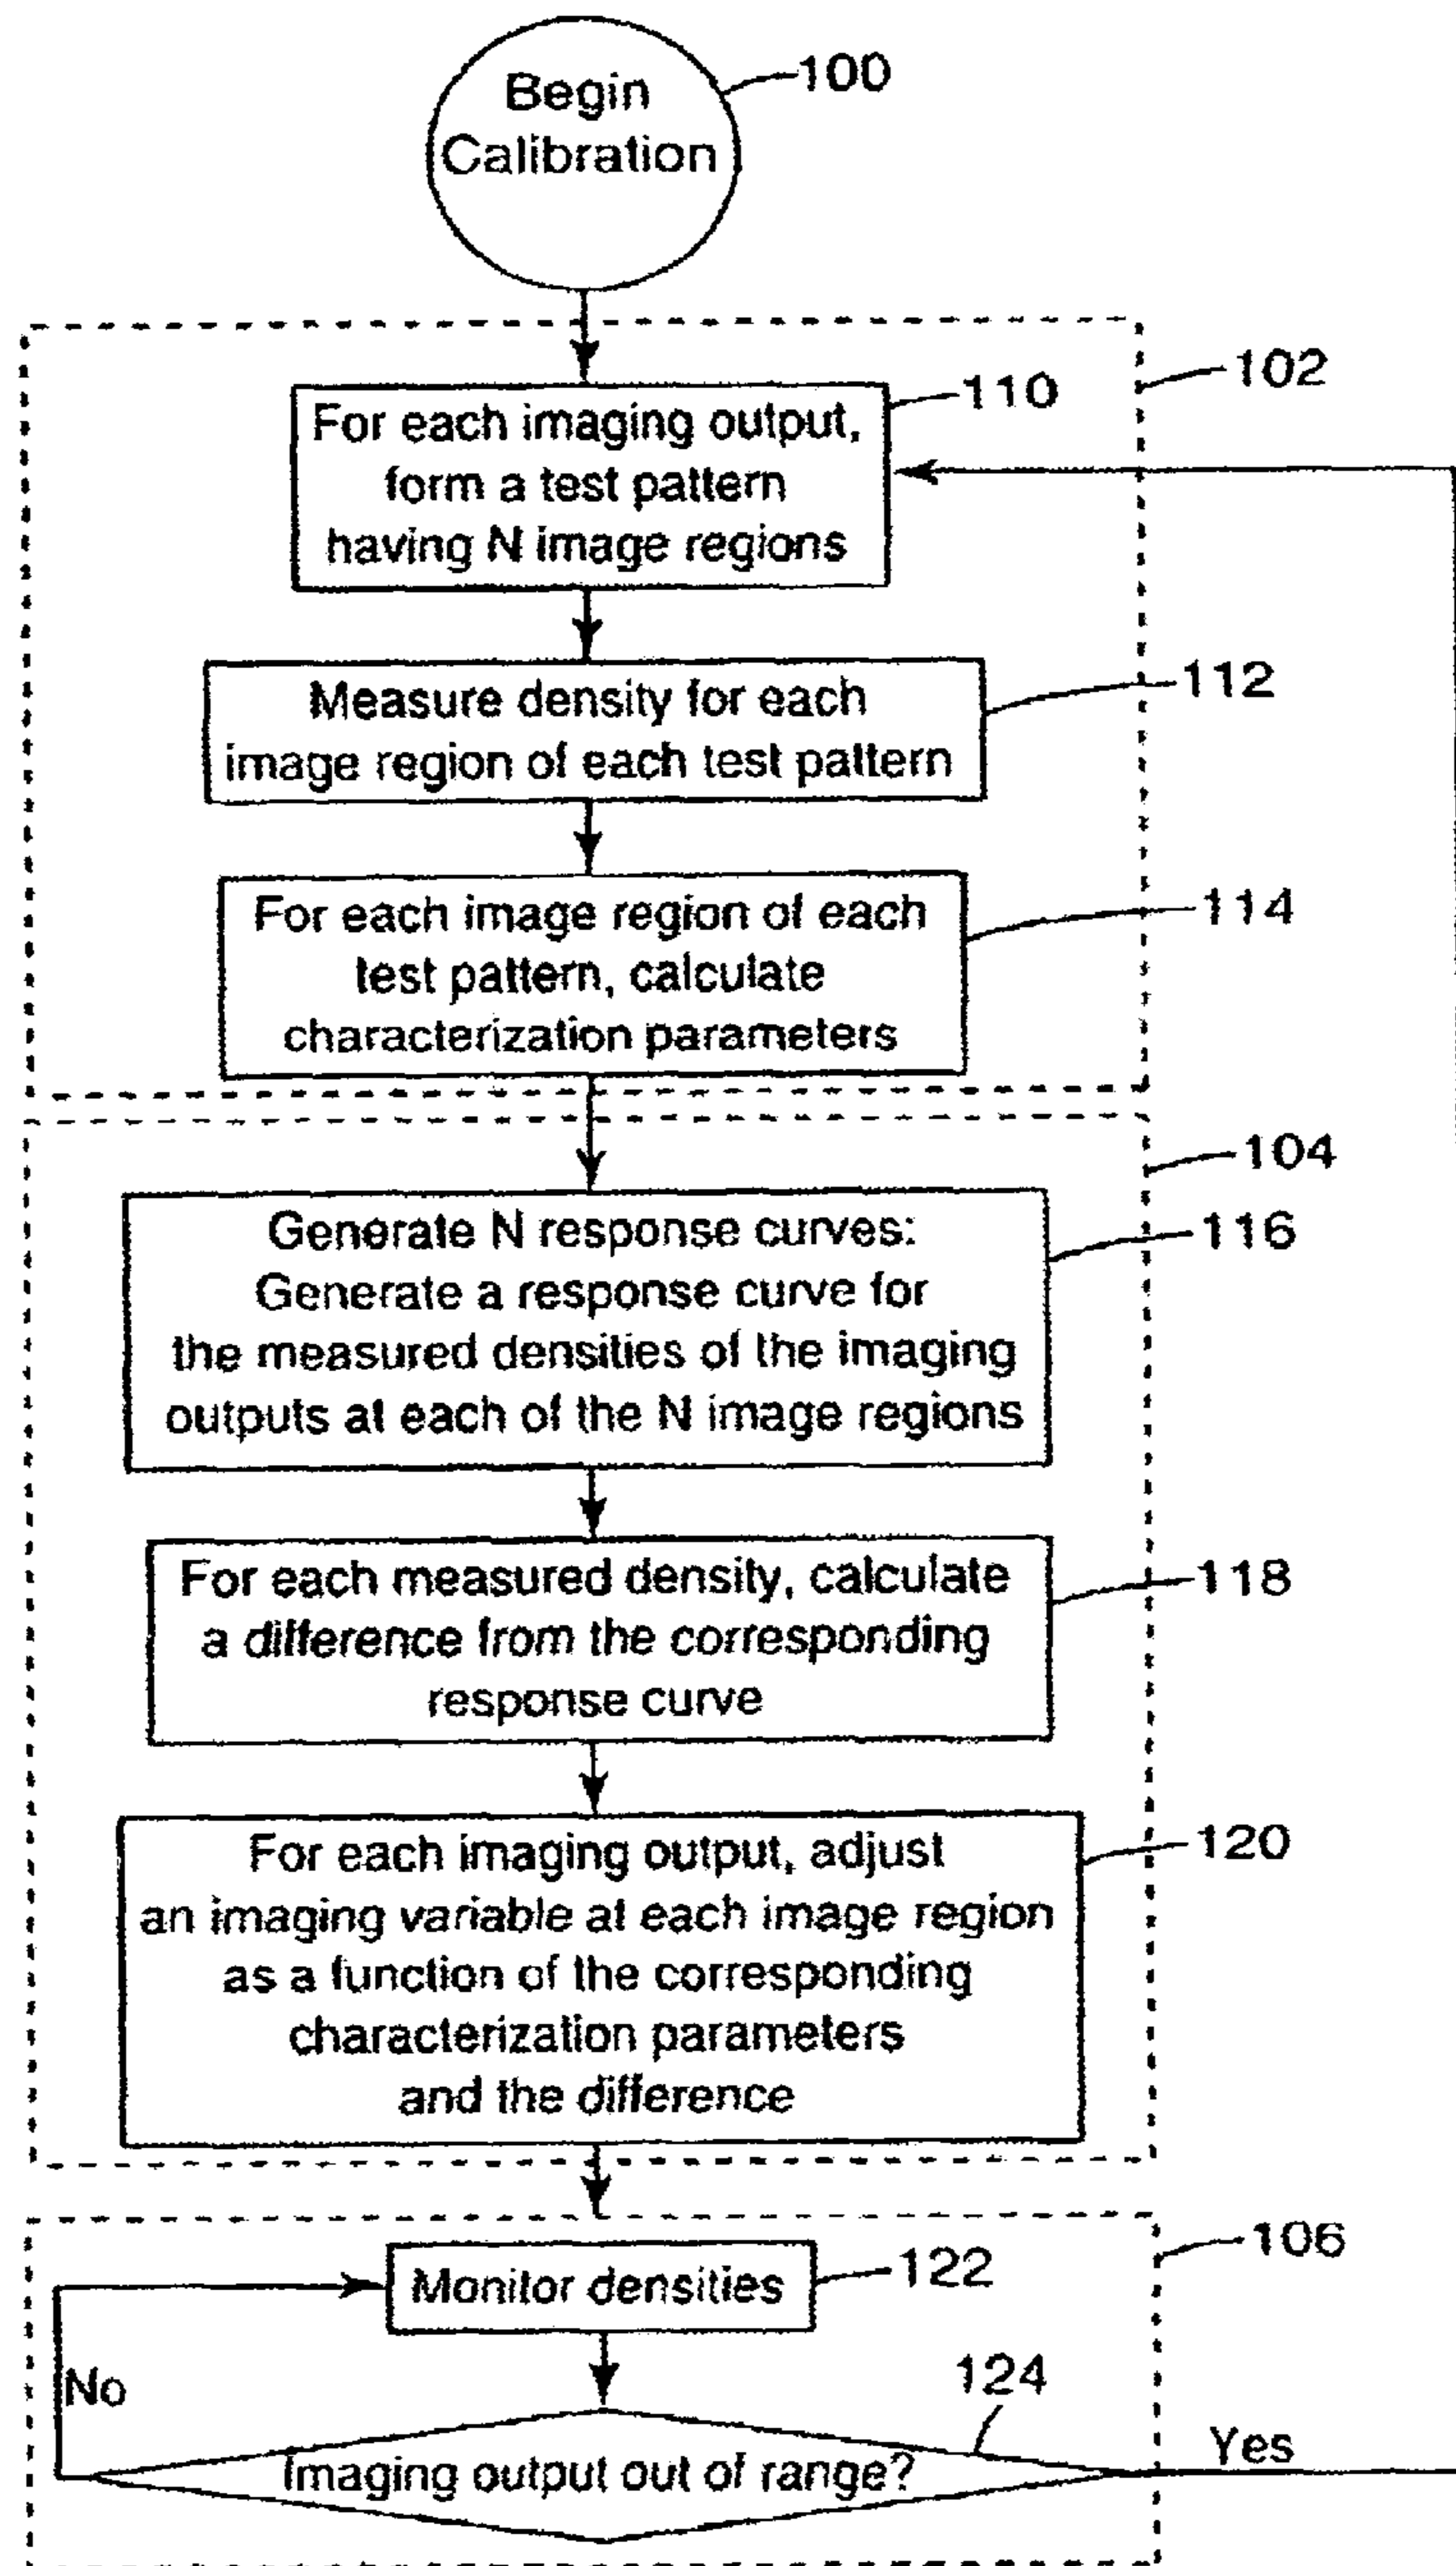 Begin
Calibration
100
102
For each imaging output,
form a test pattern
having N image regions
110
Measure density for each
image region of each test pattern
112
For each image region of each
test pattern, calculate
characterization parameters
114
104
Generate N response curves:
Generate a response curve for
the measured densities of the imaging
outputs at each of the N image regions
116
For each measured density, calculate
a difference from the corresponding
response curve
118
For each imaging output, adjust
an imaging variable at each image region
as a function of the corresponding
characterization parameters
and the difference
120
106
Monitor densities
122
No
124
Imaging output out of range?
Yes